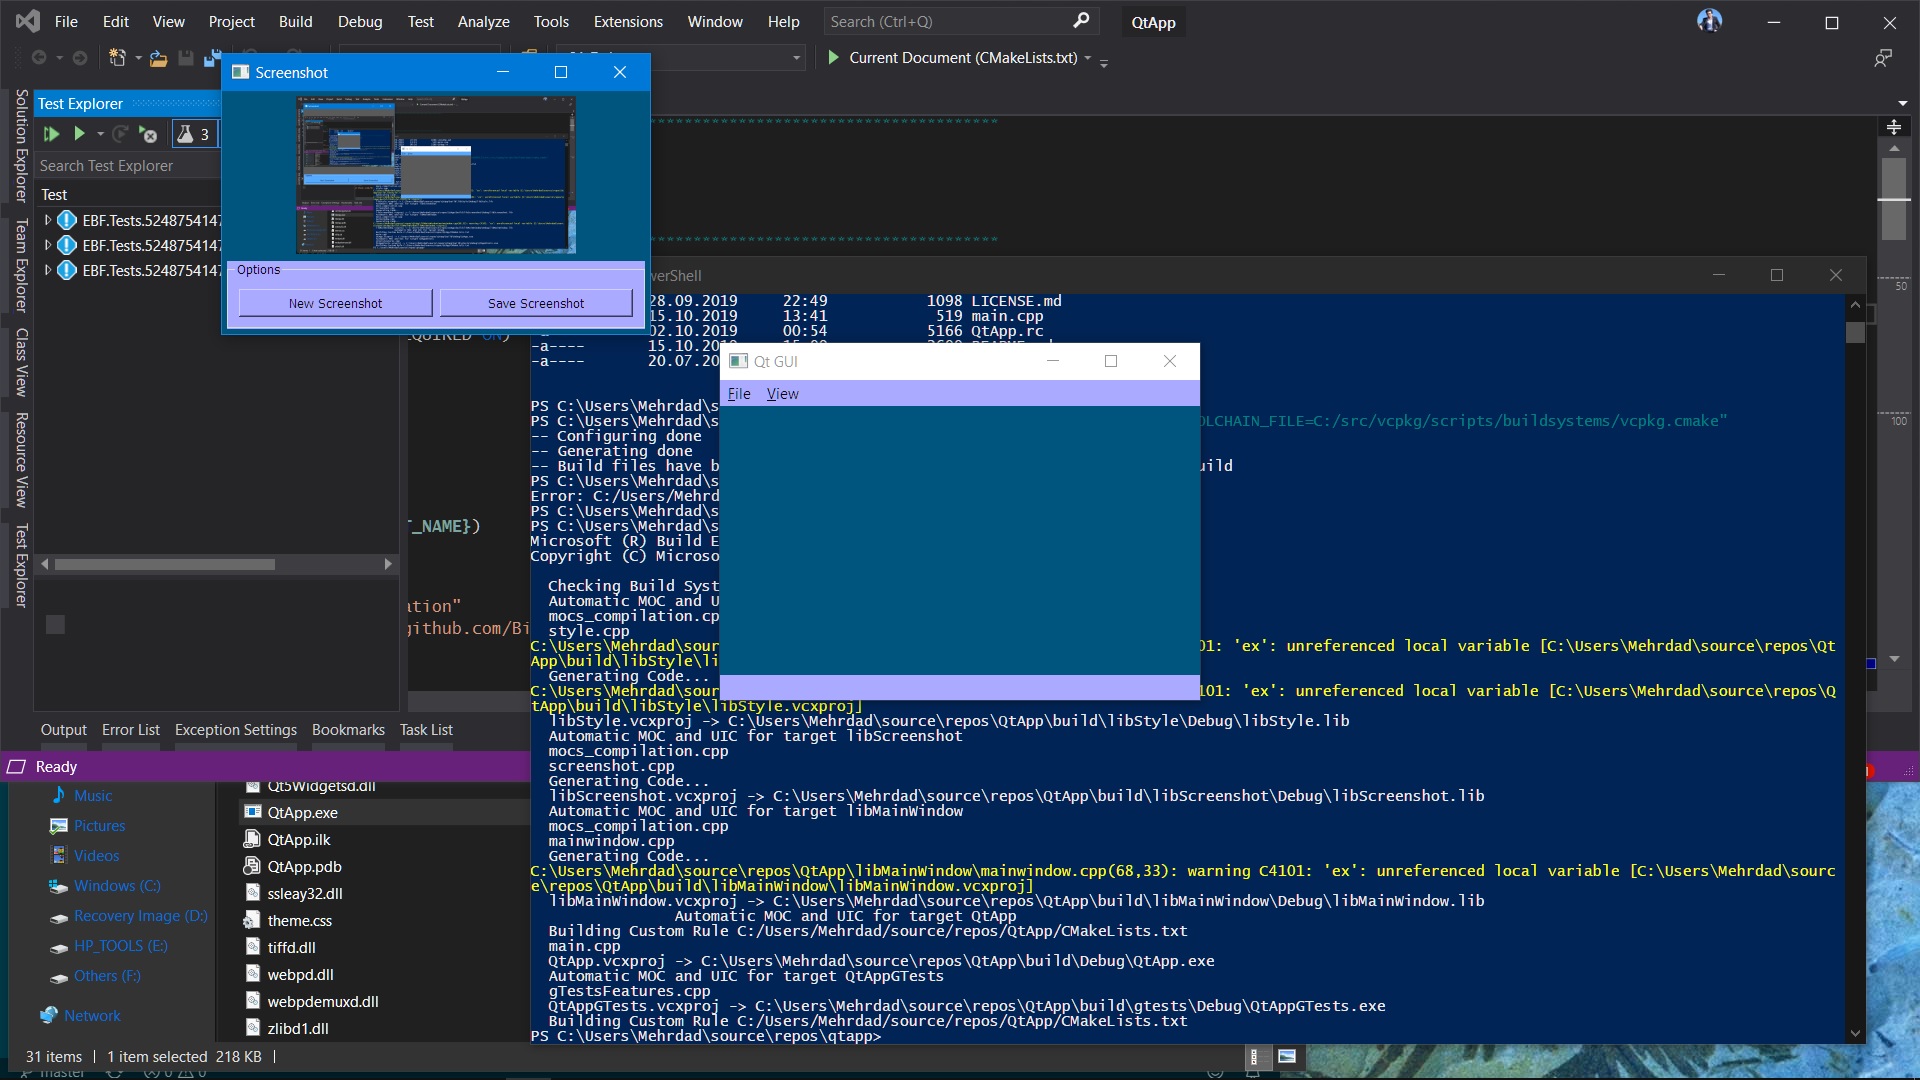 File Edit View Project Build Debug Test Analyze Tools Extensions Window Help Search (Ctrl+Q) QtApp
Current Document (CMakeLists.txt)
Solution Explorer
Team Explorer
Class View
Resource View
Test Explorer
Test Explorer
3
Search Test Explorer
Test
EBF.Tests.5248754147
EBF.Tests.5248754147
EBF.Tests.5248754147
Screenshot
Options
New Screenshot Save Screenshot
****************************************
****************************************
50
100
QUIRED ON)
T_NAME})
ation"
github.com/Bi
Output Error List Exception Settings Bookmarks Task List
Ready
Music
Pictures
Videos
Windows (C:)
Recovery Image (D:)
HP_TOOLS (E:)
Others (F:)
Network
Qt5Widgetsd.dll
QtApp.exe
QtApp.ilk
QtApp.pdb
ssleay32.dll
theme.css
tiffd.dll
webpd.dll
webpdemuxd.dll
zlibd1.dll
31 items 1 item selected 218 KB
master
0 0
werShell
28.09.2019 22:49 1098 LICENSE.md
15.10.2019 13:41 519 main.cpp
02.10.2019 00:54 5166 QtApp.rc
-a---- 15.10.20
-a---- 20.07.20
PS C:\Users\Mehrdad\s
PS C:\Users\Mehrdad\s OLCHAIN_FILE=C:/src/vcpkg/scripts/buildsystems/vcpkg.cmake"
-- Configuring done
-- Generating done
-- Build files have b uild
PS C:\Users\Mehrdad\s
Error: C:/Users/Mehrd
PS C:\Users\Mehrdad\s
PS C:\Users\Mehrdad\s
Microsoft (R) Build E
Copyright (C) Microso
Checking Build Syst
Automatic MOC and U
mocs_compilation.cp
style.cpp
C:\Users\Mehrdad\sour 01: 'ex': unreferenced local variable [C:\Users\Mehrdad\source\repos\Qt
App\build\libStyle\li
Generating Code...
C:\Users\Mehrdad\sour 101: 'ex': unreferenced local variable [C:\Users\Mehrdad\source\repos\Q
tApp\build\libStyle\libStyle.vcxproj]
libStyle.vcxproj -> C:\Users\Mehrdad\source\repos\QtApp\build\libStyle\Debug\libStyle.lib
Automatic MOC and UIC for target libScreenshot
mocs_compilation.cpp
screenshot.cpp
Generating Code...
libScreenshot.vcxproj -> C:\Users\Mehrdad\source\repos\QtApp\build\libScreenshot\Debug\libScreenshot.lib
Automatic MOC and UIC for target libMainWindow
mocs_compilation.cpp
mainwindow.cpp
Generating Code...
C:\Users\Mehrdad\source\repos\QtApp\libMainWindow\mainwindow.cpp(68,33): warning C4101: 'ex': unreferenced local variable [C:\Users\Mehrdad\sourc
e\repos\QtApp\build\libMainWindow\libMainWindow.vcxproj]
libMainWindow.vcxproj -> C:\Users\Mehrdad\source\repos\QtApp\build\libMainWindow\Debug\libMainWindow.lib
Automatic MOC and UIC for target QtApp
Building Custom Rule C:/Users/Mehrdad/source/repos/QtApp/CMakeLists.txt
main.cpp
QtApp.vcxproj -> C:\Users\Mehrdad\source\repos\QtApp\build\Debug\QtApp.exe
Automatic MOC and UIC for target QtAppGTests
gTestsFeatures.cpp
QtAppGTests.vcxproj -> C:\Users\Mehrdad\source\repos\QtApp\build\gtests\Debug\QtAppGTests.exe
Building Custom Rule C:/Users/Mehrdad/source/repos/QtApp/CMakeLists.txt
PS C:\Users\Mehrdad\source\repos\qtapp>
Qt GUI
File View